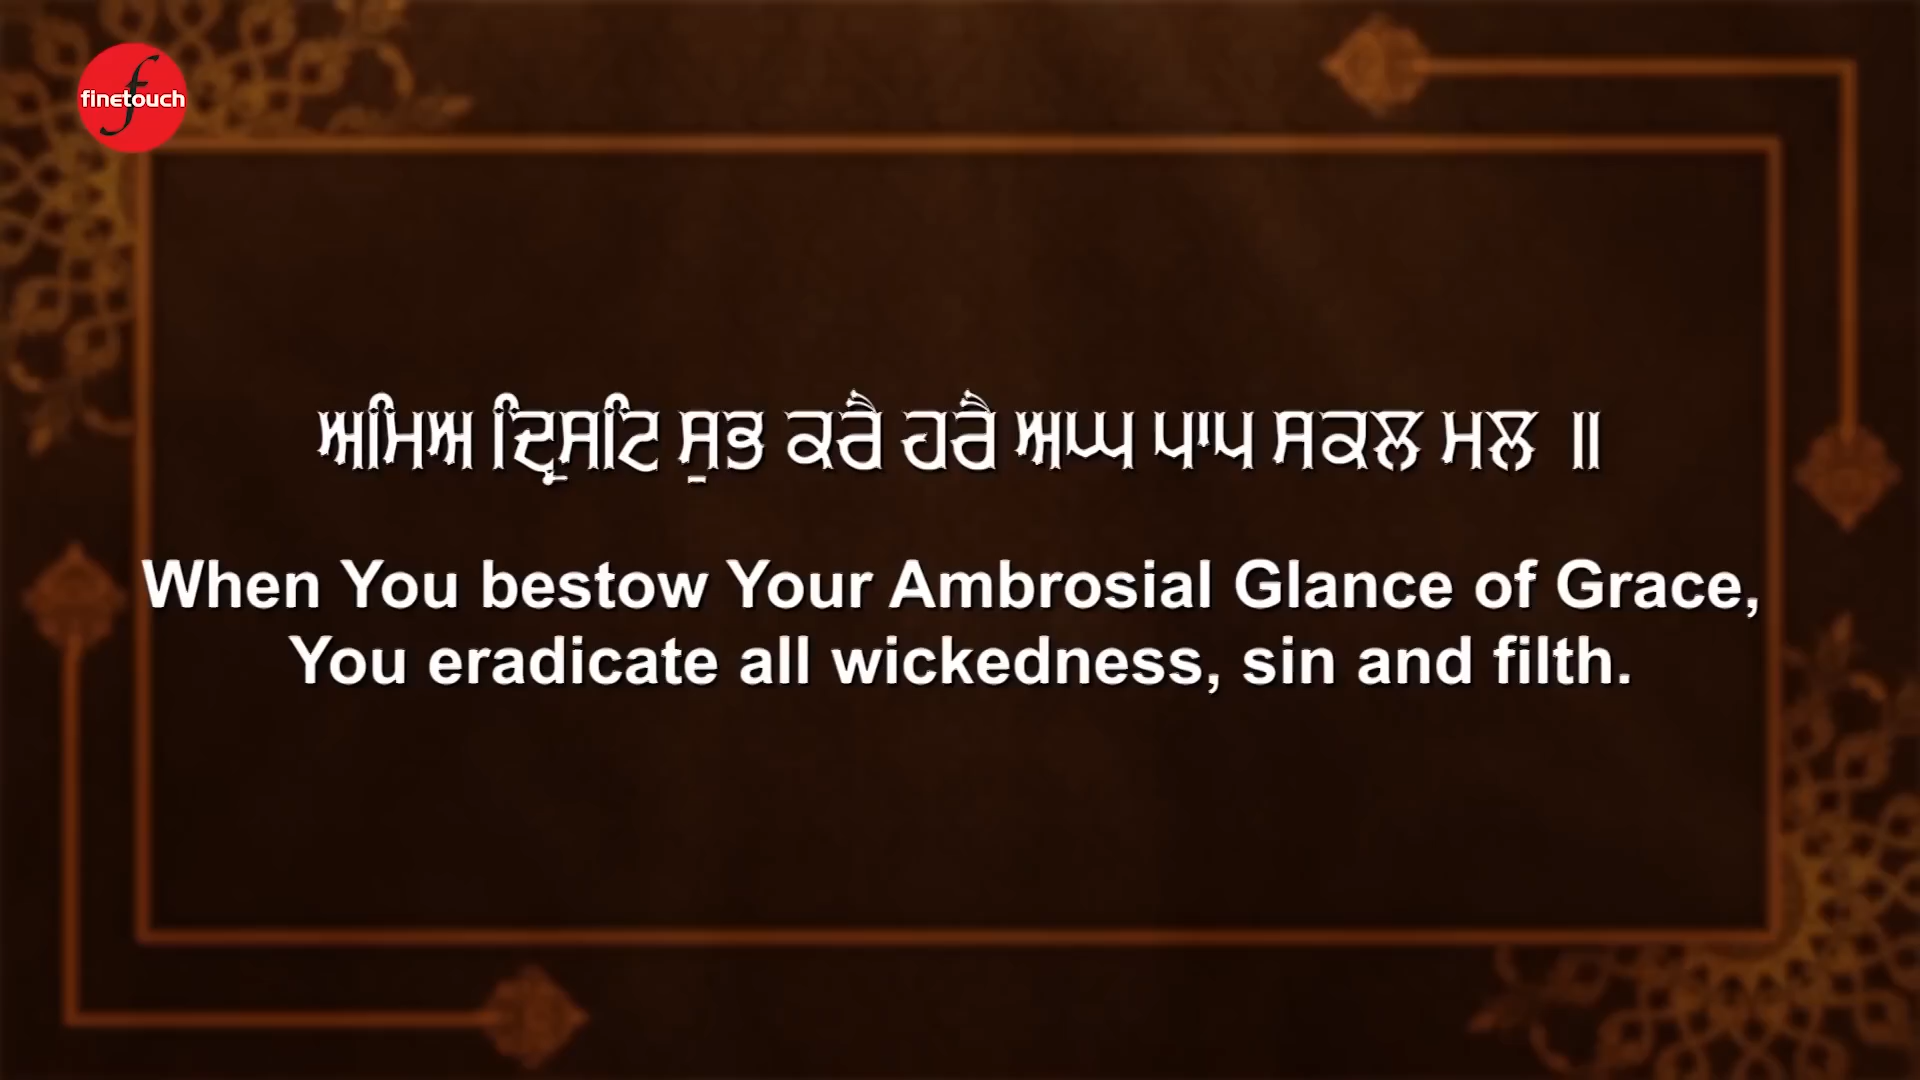 finetouch
ਅਮਿਅ ਦ੍ਰਿਸਟਿ ਸੁਭ ਕਰੈ ਹਰੈ ਅਘ ਪਾਪ ਸਕਲ ਮਲ ॥
When You bestow Your Ambrosial Glance of Grace,
You eradicate all wickedness, sin and filth.